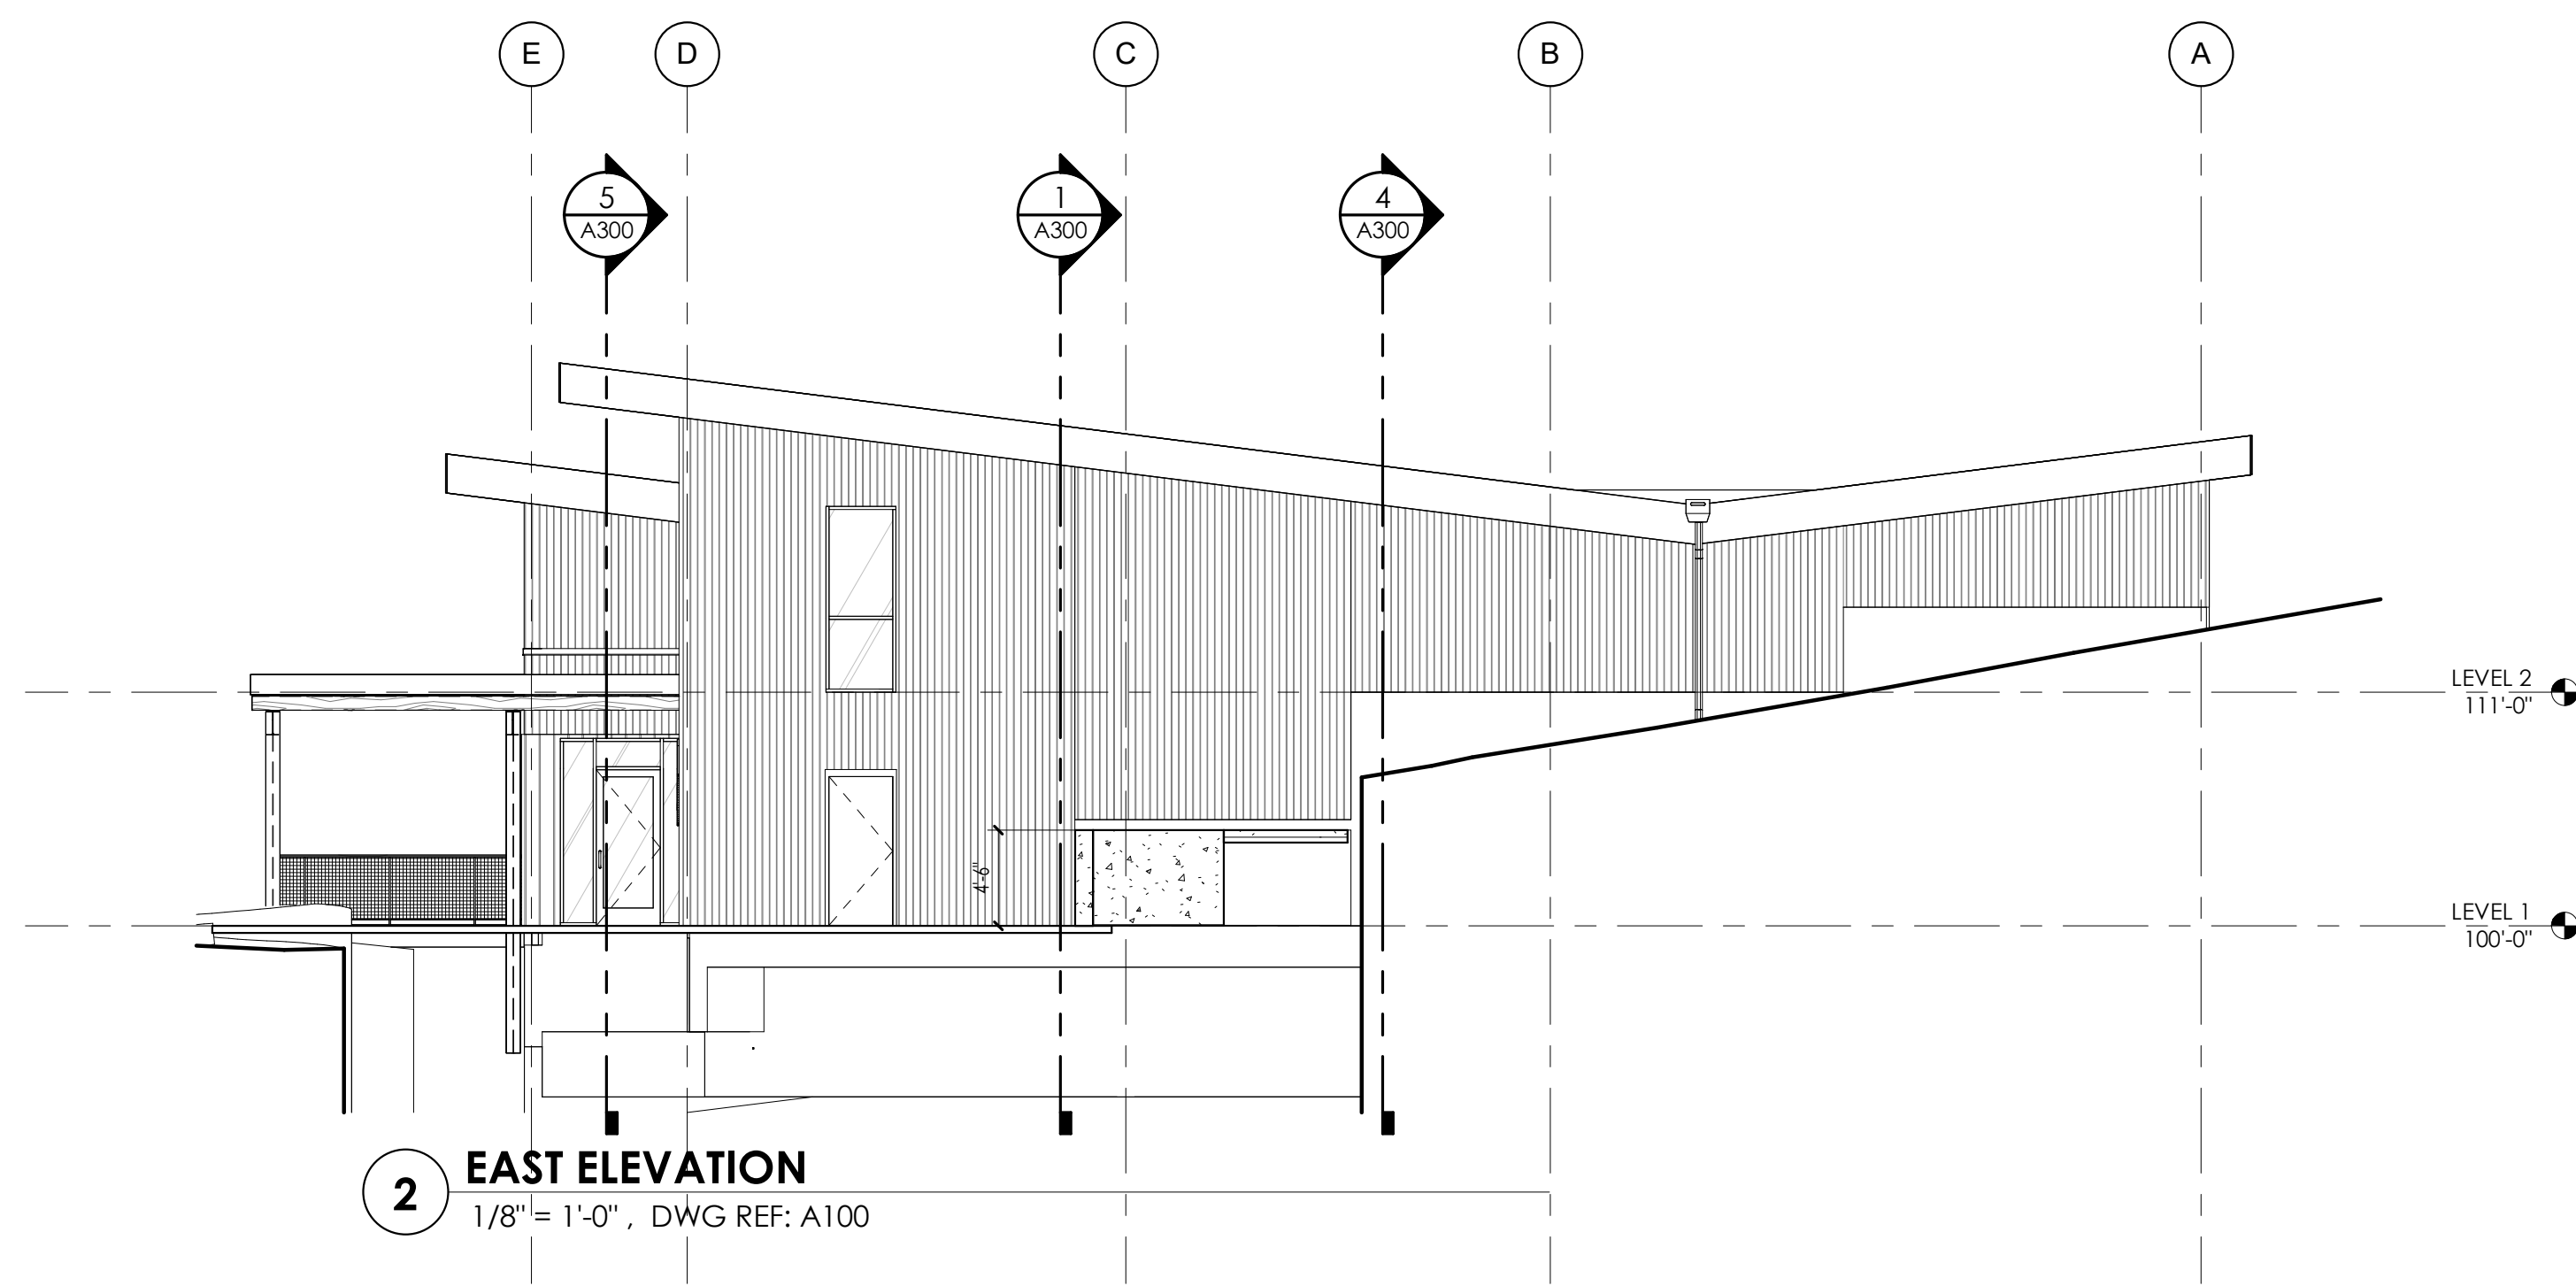 E D C B A
5
A300
1
A300
4
A300
LEVEL 2
111'-0"
4'-6"
LEVEL 1
100'-0"
2
EAST ELEVATION
1/8" = 1'-0" , DWG REF: A100